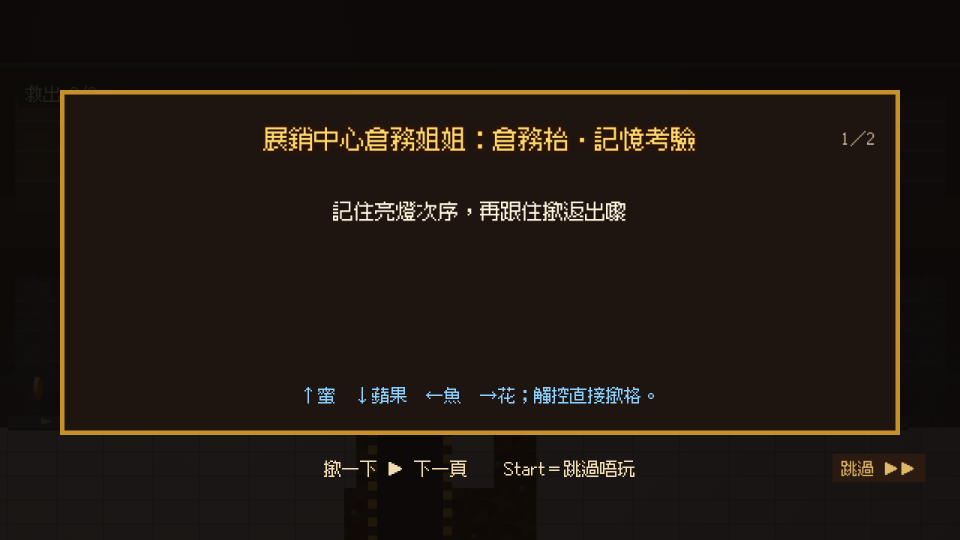 展銷中心倉務姐姐：倉務枱・記憶考驗
1／2
記住亮燈次序，再跟住撳返出嚟
↑蜜　↓蘋果　←魚　→花；觸控直接撳格。
撳一下 ▶ 下一頁　Start＝跳過唔玩
跳過 ▶▶